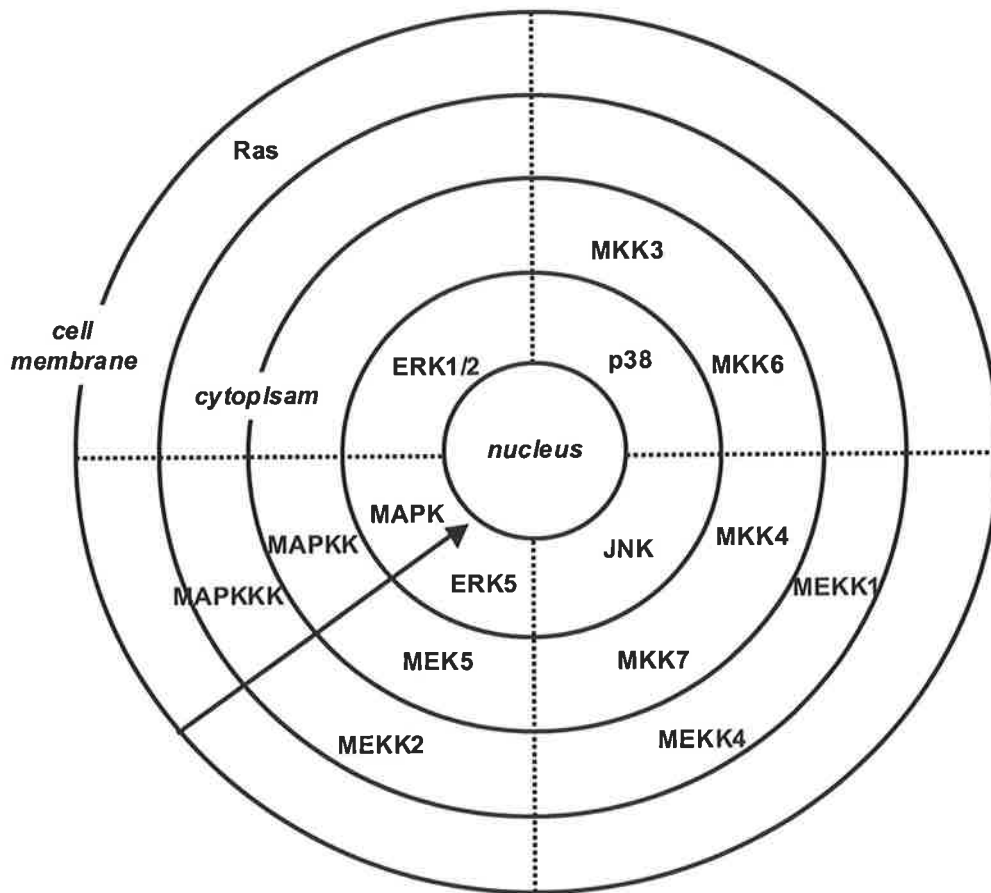 Ras
MKK3
cell
membrane
ERK1/2
p38
MKK6
cytoplsam
nucleus
MAPK
MAPKK
JNK
MKK4
ERK5
MAPKKK
MEKK1
MEK5
MKK7
MEKK2
MEKK4